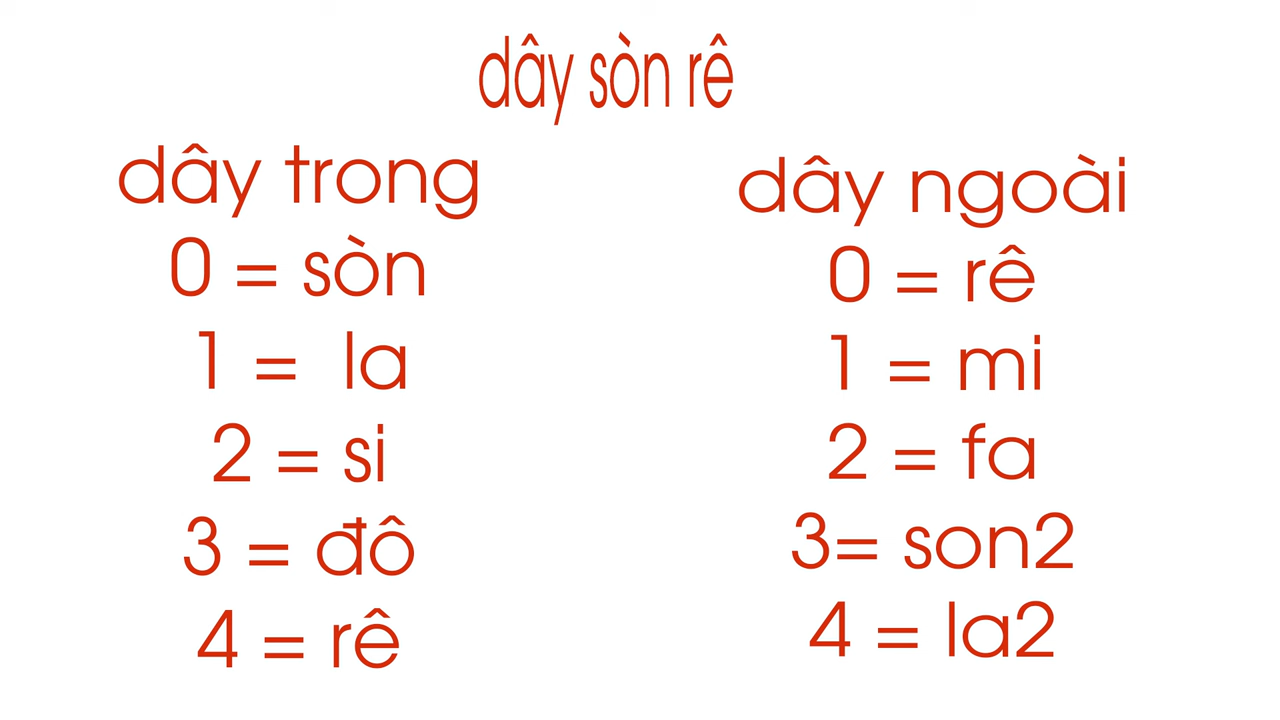 dây sòn rê
dây trong
0 = sòn
1 = la
2 = si
3 = đô
4 = rê
dây ngoài
0 = rê
1 = mi
2 = fa
3= son2
4 = la2